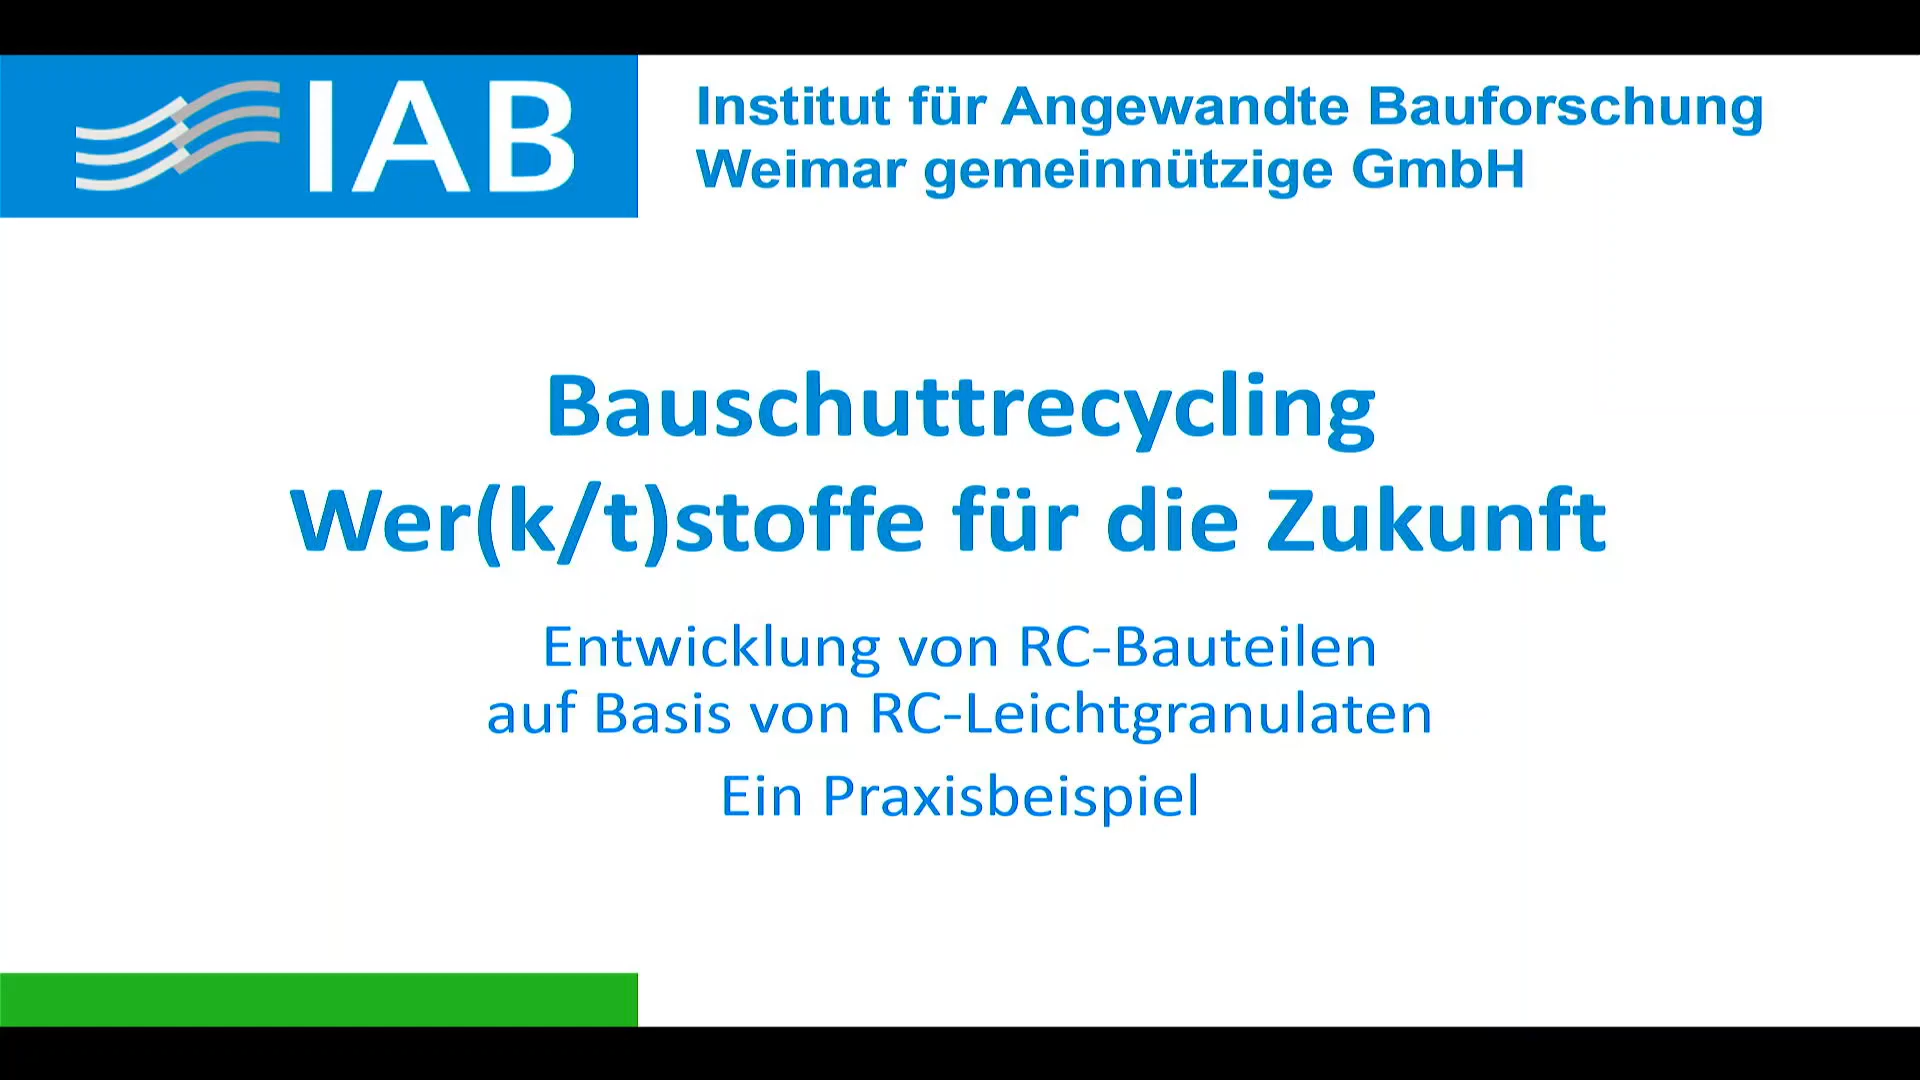 IAB
Institut für Angewandte Bauforschung
Weimar gemeinnützige GmbH
Bauschuttrecycling
Wer(k/t)stoffe für die Zukunft
Entwicklung von RC-Bauteilen
auf Basis von RC-Leichtgranulaten
Ein Praxisbeispiel